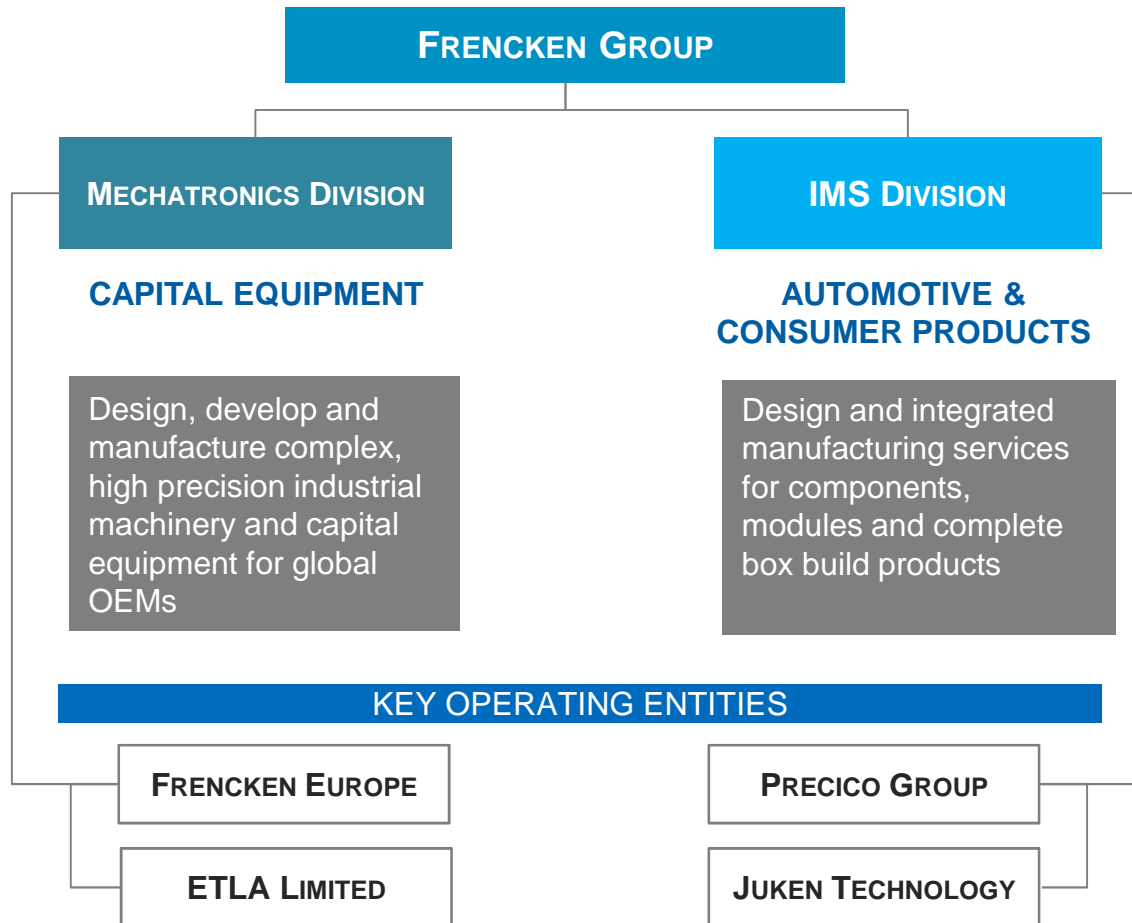 FRENCKEN GROUP
MECHATRONICS DIVISION
CAPITAL EQUIPMENT
Design, develop and
manufacture complex,
high precision industrial
machinery and capital
equipment for global
OEMs
IMS DIVISION
AUTOMOTIVE &
CONSUMER PRODUCTS
Design and integrated
manufacturing services
for components,
modules and complete
box build products
KEY OPERATING ENTITIES
FRENCKEN EUROPE
ETLA LIMITED
PRECICO GROUP
JUKEN TECHNOLOGY